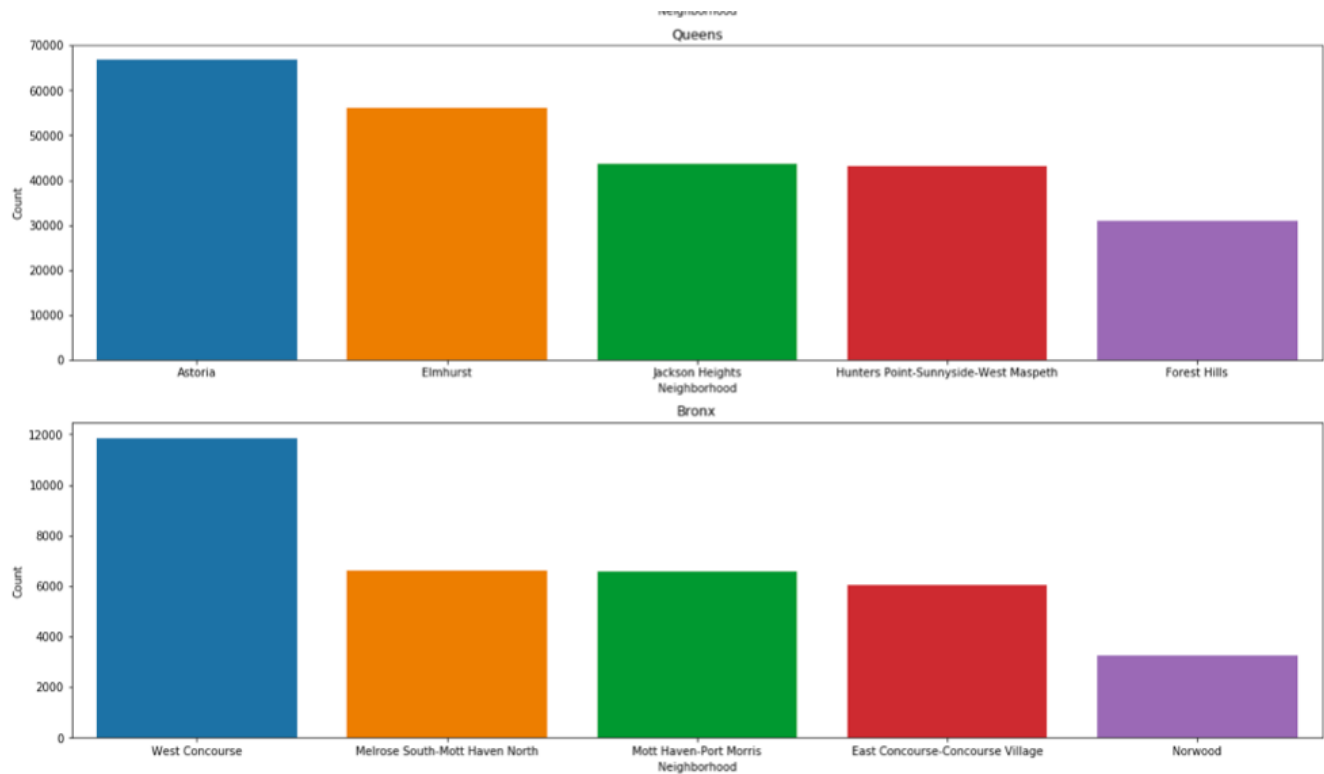 Neighborhood
Queens
70000
60000
50000
40000
30000
20000
10000
0
Count
Astoria Elmhurst Jackson Heights Hunters Point-Sunnyside-West Maspeth Forest Hills
Neighborhood
Bronx
12000
10000
8000
6000
4000
2000
0
Count
West Concourse Melrose South-Mott Haven North Mott Haven-Port Morris East Concourse-Concourse Village Norwood
Neighborhood